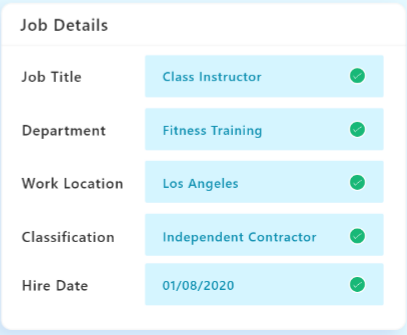 Job Details
Job Title Class Instructor
Department Fitness Training
Work Location Los Angeles
Classification Independent Contractor
Hire Date 01/08/2020